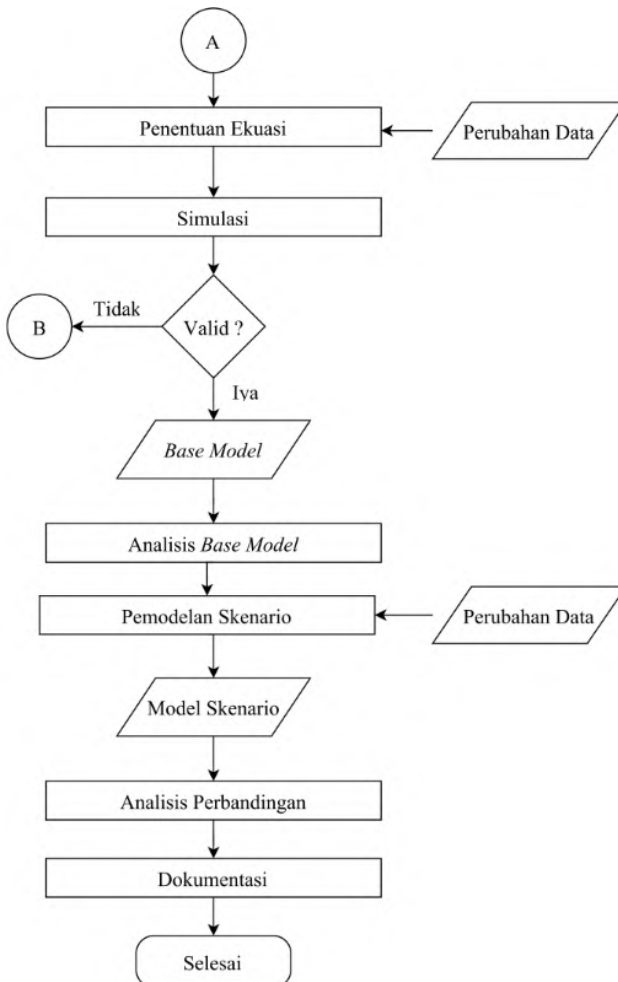 A
Penentuan Ekuasi
Perubahan Data
Simulasi
Tidak
B
Valid ?
Iya
Base Model
Analisis Base Model
Pemodelan Skenario
Perubahan Data
Model Skenario
Analisis Perbandingan
Dokumentasi
Selesai